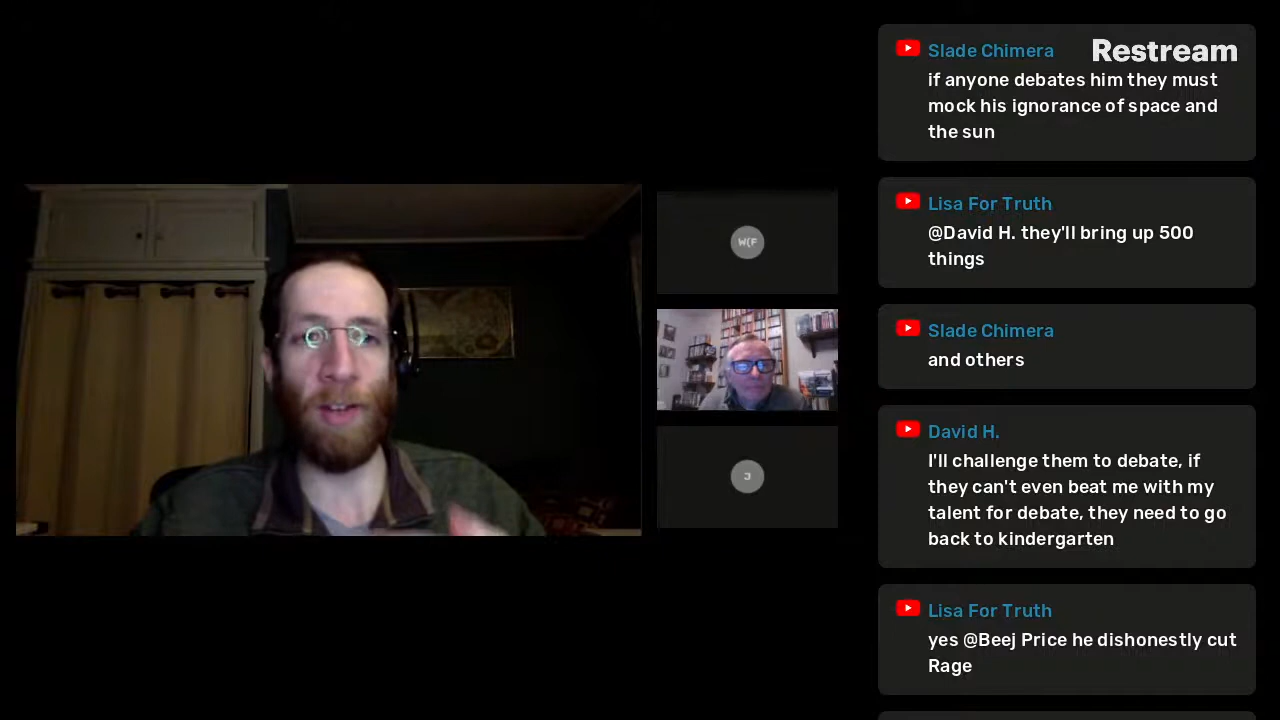 Restream
Slade Chimera
if anyone debates him they must
mock his ignorance of space and
the sun
Lisa For Truth
@David H. they'll bring up 500
things
Slade Chimera
and others
David H.
I'll challenge them to debate, if
they can't even beat me with my
talent for debate, they need to go
back to kindergarten
Lisa For Truth
yes @Beej Price he dishonestly cut
Rage
W(F
J